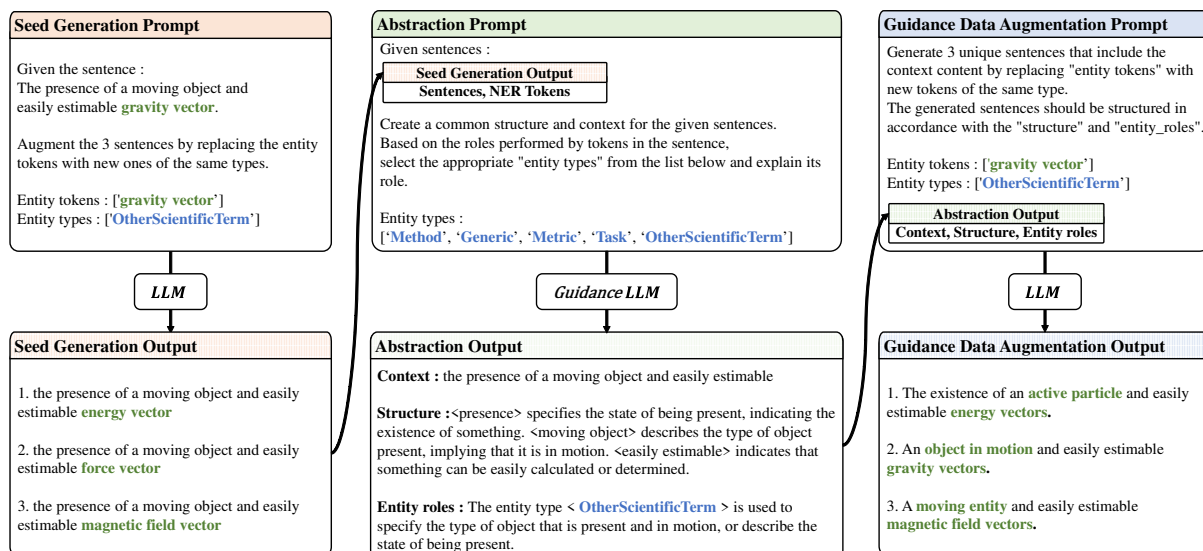 Seed Generation Prompt
Given the sentence :
The presence of a moving object and
easily estimable gravity vector.
Augment the 3 sentences by replacing the entity
tokens with new ones of the same types.
Entity tokens : ['gravity vector']
Entity types : ['OtherScientificTerm']
LLM
Seed Generation Output
1. the presence of a moving object and easily
estimable energy vector
2. the presence of a moving object and easily
estimable force vector
3. the presence of a moving object and easily
estimable magnetic field vector
Abstraction Prompt
Given sentences :
Seed Generation Output
Sentences, NER Tokens
Create a common structure and context for the given sentences.
Based on the roles performed by tokens in the sentence,
select the appropriate "entity types" from the list below and explain its
role.
Entity types :
['Method', 'Generic', 'Metric', 'Task', 'OtherScientificTerm']
Guidance LLM
Abstraction Output
Context : the presence of a moving object and easily estimable
Structure :<presence> specifies the state of being present, indicating the
existence of something. <moving object> describes the type of object
present, implying that it is in motion. <easily estimable> indicates that
something can be easily calculated or determined.
Entity roles : The entity type < OtherScientificTerm > is used to
specify the type of object that is present and in motion, or describe the
state of being present.
Guidance Data Augmentation Prompt
Generate 3 unique sentences that include the
context content by replacing "entity tokens" with
new tokens of the same type.
The generated sentences should be structured in
accordance with the "structure" and "entity_roles".
Entity tokens : ['gravity vector']
Entity types : ['OtherScientificTerm']
Abstraction Output
Context, Structure, Entity roles
LLM
Guidance Data Augmentation Output
1. The existence of an active particle and easily
estimable energy vectors.
2. An object in motion and easily estimable
gravity vectors.
3. A moving entity and easily estimable
magnetic field vectors.